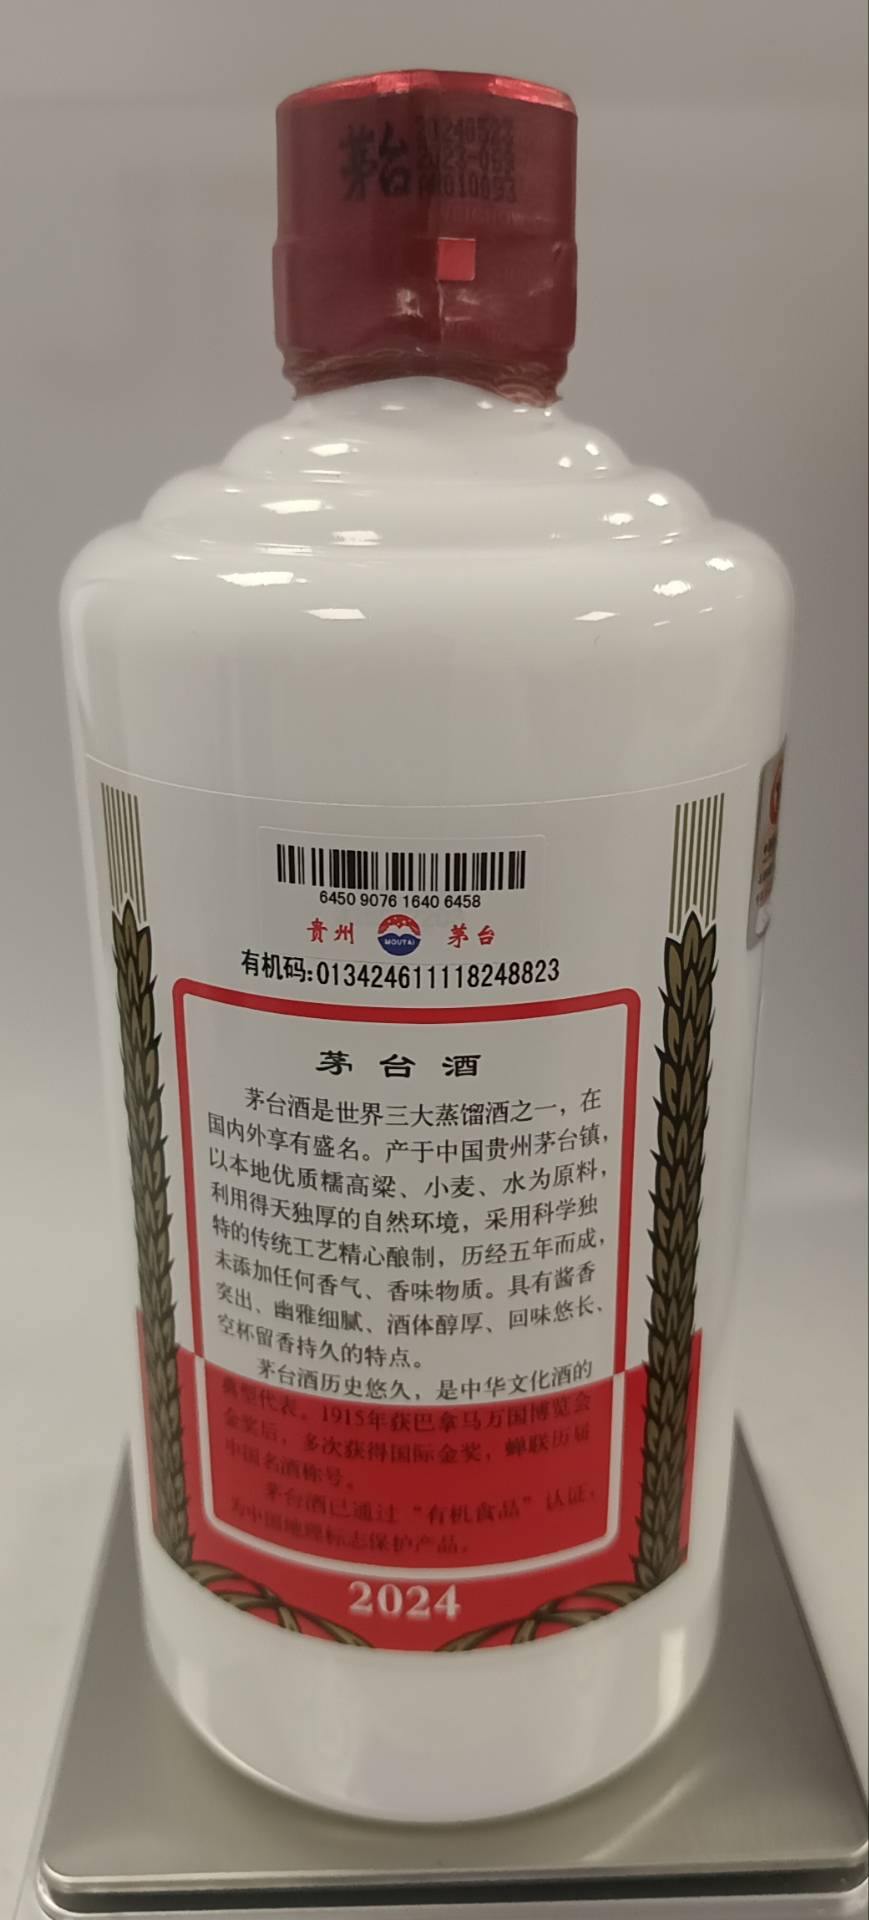 茅台
20240522
2023-053
010093
6450 9076 1640 6458
贵州 MOUTAI 茅台
有机码:013424611118248823
茅台酒
茅台酒是世界三大蒸馏酒之一，在
国内外享有盛名。产于中国贵州茅台镇，
以本地优质糯高粱、小麦、水为原料，
利用得天独厚的自然环境，采用科学独
特的传统工艺精心酿制，历经五年而成，
未添加任何香气、香味物质。具有酱香
突出、幽雅细腻、酒体醇厚、回味悠长、
空杯留香持久的特点。
茅台酒历史悠久，是中华文化酒的
典型代表。1915年获巴拿马万国博览会
金奖后，多次获得国际金奖，蝉联历届
中国名酒称号。
茅台酒已通过“有机食品”认证，
为中国地理标志保护产品。
2024